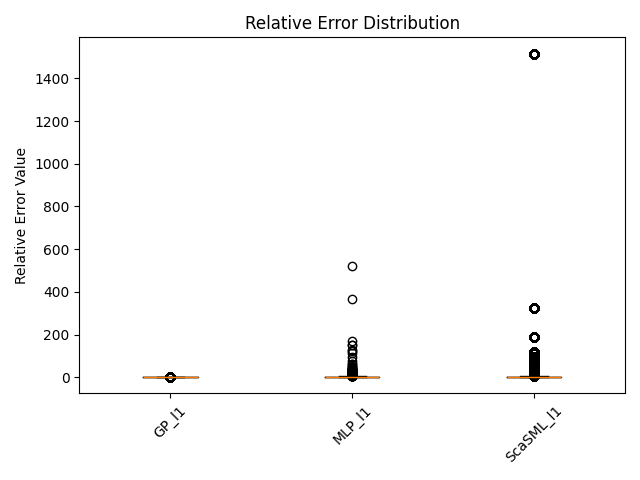 Relative Error Distribution
Relative Error Value
1400
1200
1000
800
600
400
200
0
GP_l1
MLP_l1
ScaSML_l1